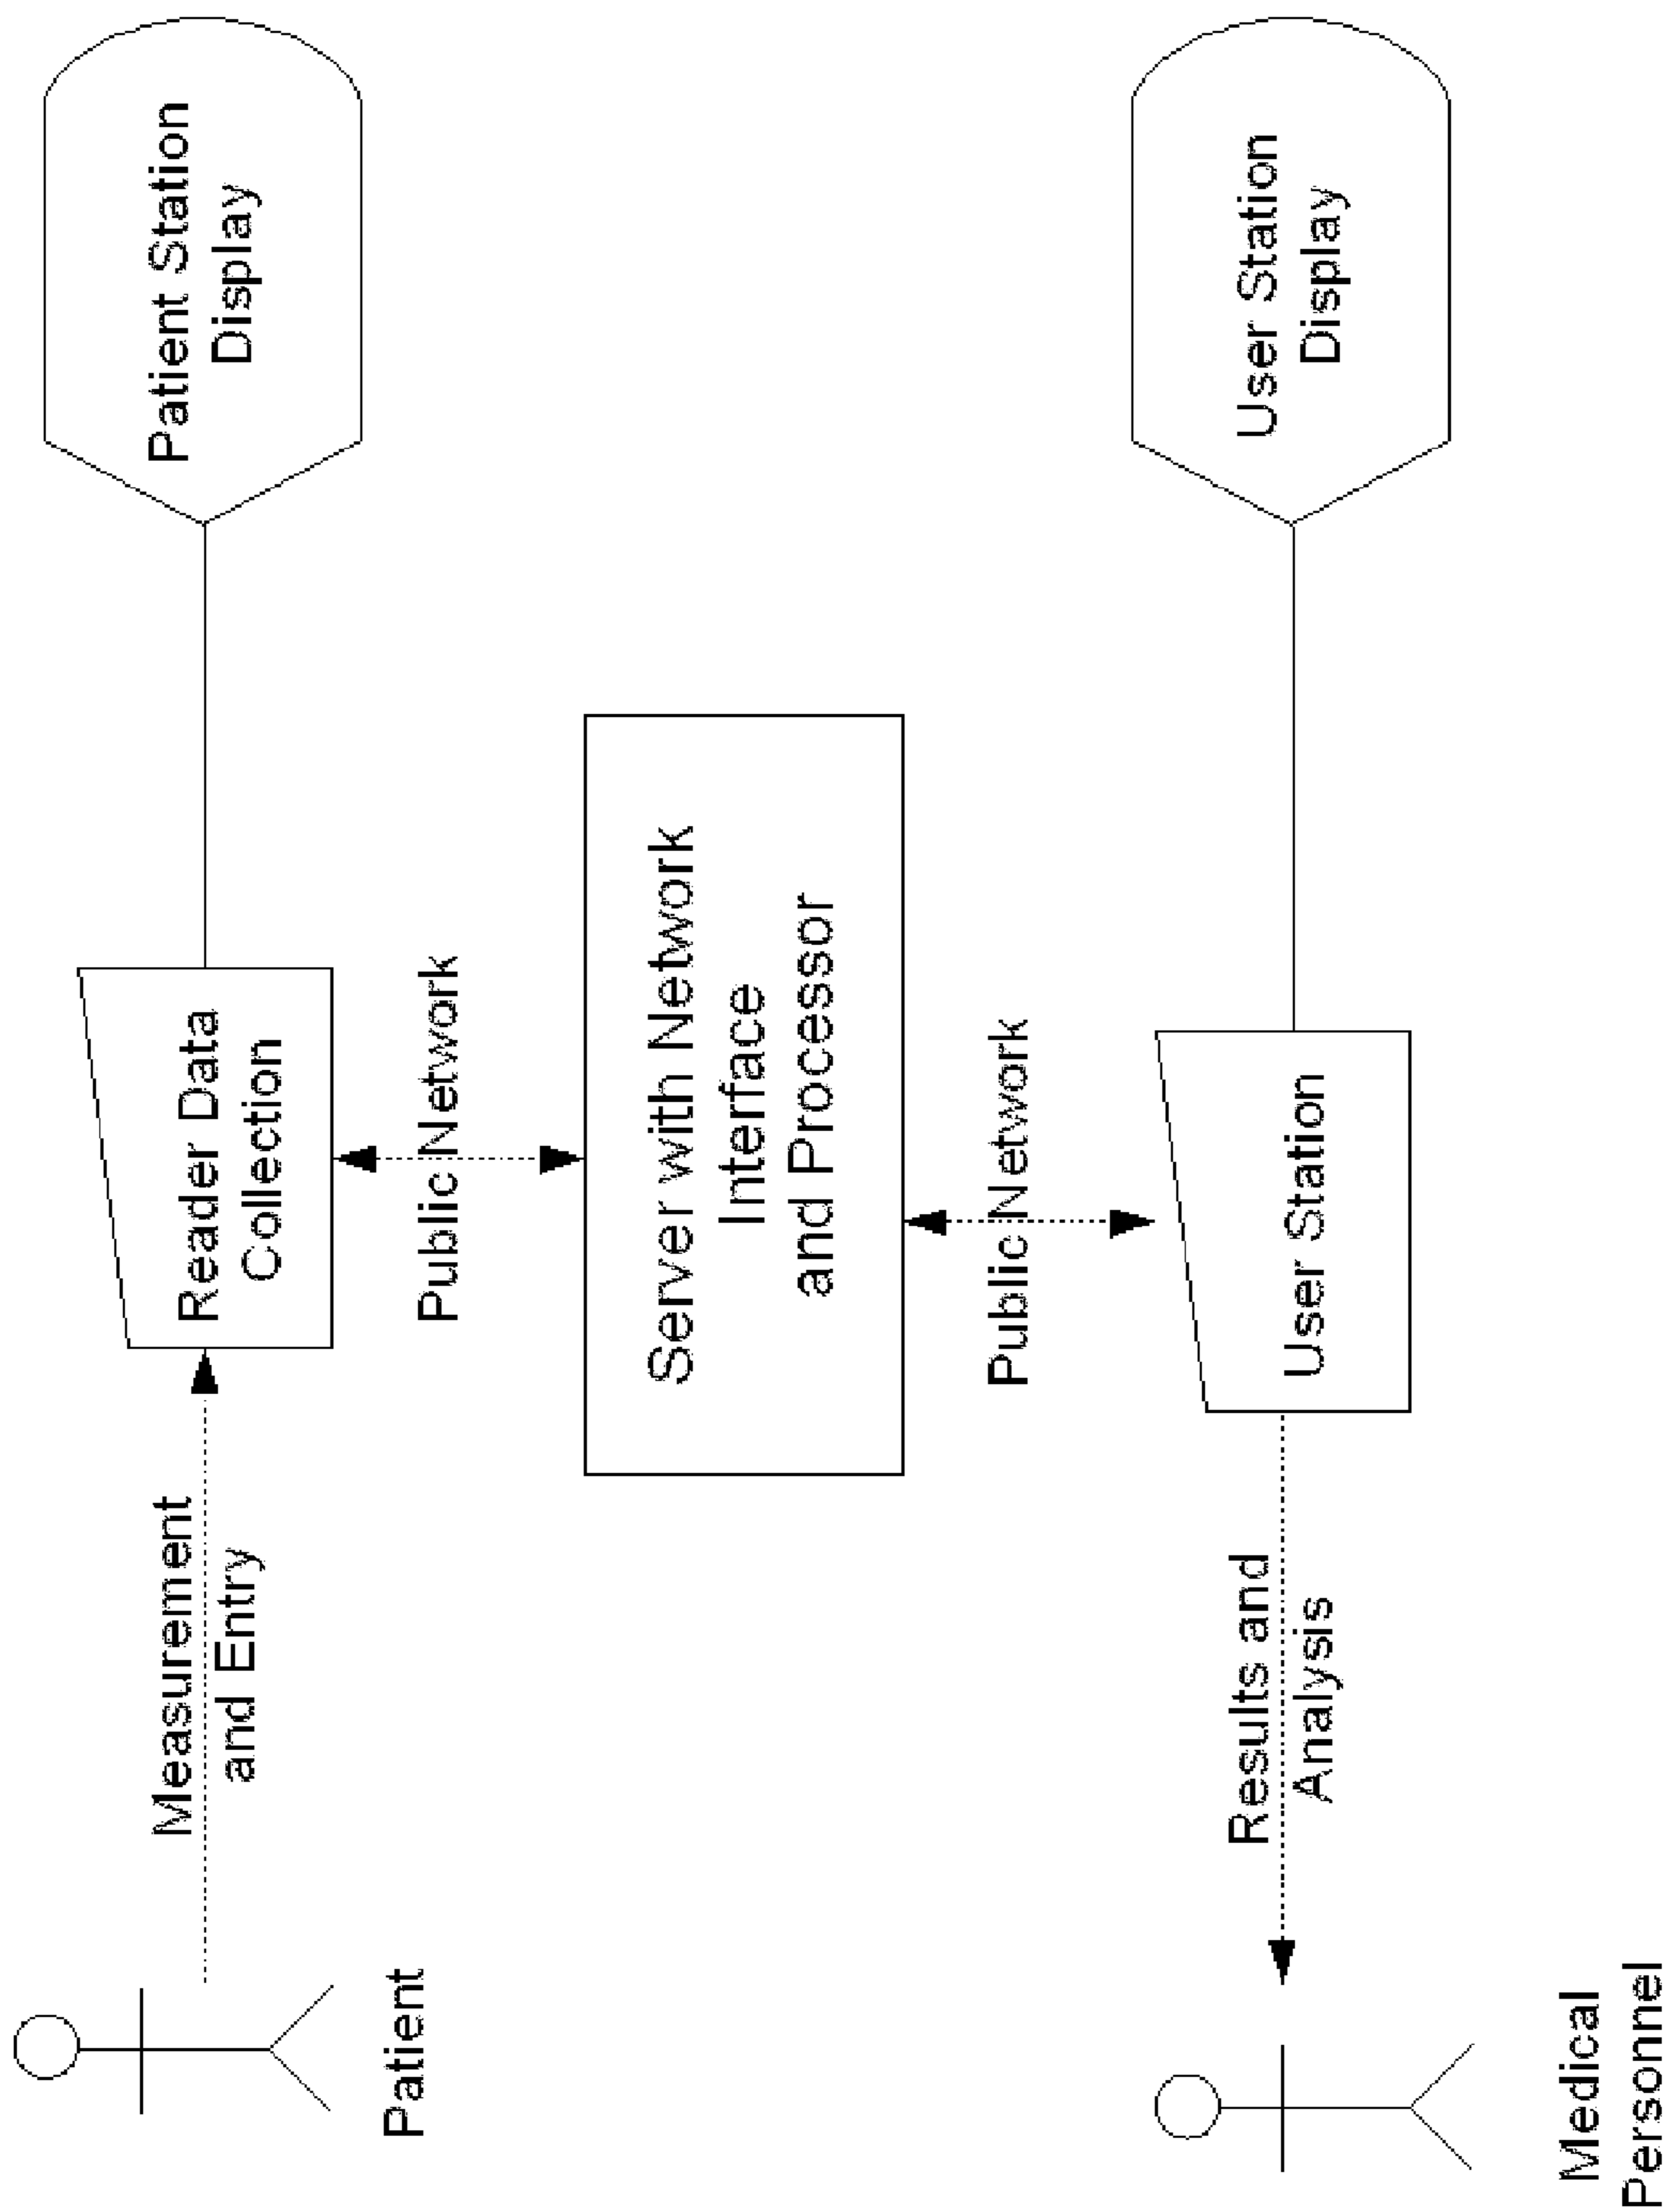 Patient
Measurement
and Entry
Reader Data
Collection
Patient Station
Display
Public Network
Server with Network
Interface
and Processor
Public Network
Medical
Personnel
Results and
Analysis
User Station
User Station
Display